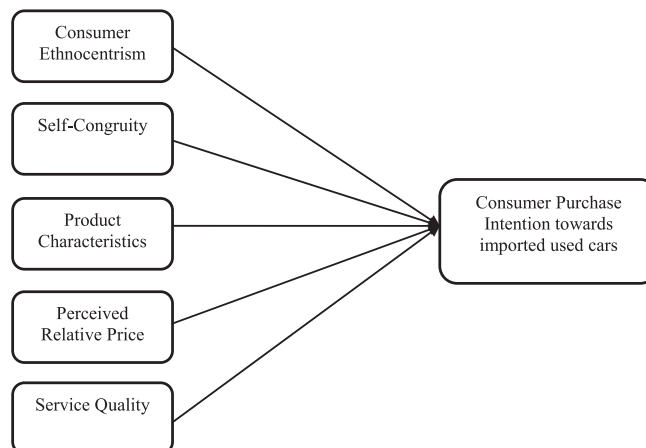 Consumer
Ethnocentrism
Self-Congruity
Product
Characteristics
Perceived
Relative Price
Service Quality
Consumer Purchase
Intention towards
imported used cars